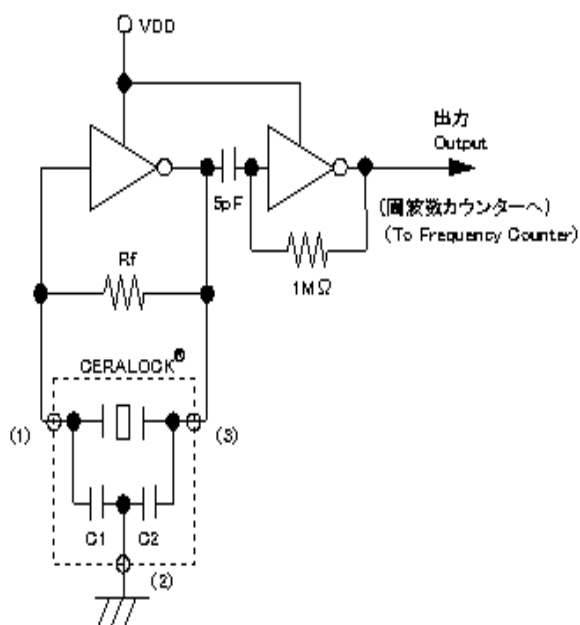 VDD
出力
Output
5pF
(周波数カウンターへ)
(To Frequency Counter)
Rf
1MΩ
CERALOCK®
(1)
(3)
C1
C2
(2)